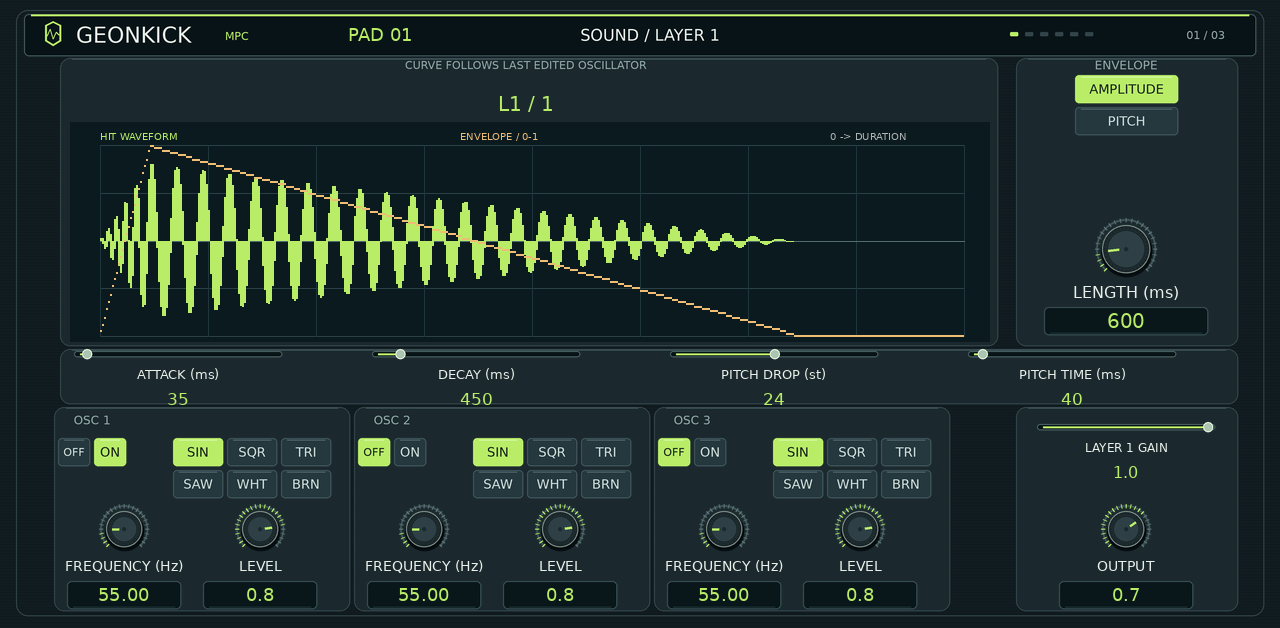 GEONKICK MPC PAD 01 SOUND / LAYER 1 01 / 03
CURVE FOLLOWS LAST EDITED OSCILLATOR
L1 / 1
HIT WAVEFORM ENVELOPE / 0-1 0 -> DURATION
ENVELOPE
AMPLITUDE
PITCH
LENGTH (ms)
600
ATTACK (ms) DECAY (ms) PITCH DROP (st) PITCH TIME (ms)
35 450 24 40
OSC 1
OFF ON SIN SQR TRI
SAW WHT BRN
FREQUENCY (Hz) LEVEL
55.00 0.8
OSC 2
OFF ON SIN SQR TRI
SAW WHT BRN
FREQUENCY (Hz) LEVEL
55.00 0.8
OSC 3
OFF ON SIN SQR TRI
SAW WHT BRN
FREQUENCY (Hz) LEVEL
55.00 0.8
LAYER 1 GAIN
1.0
OUTPUT
0.7